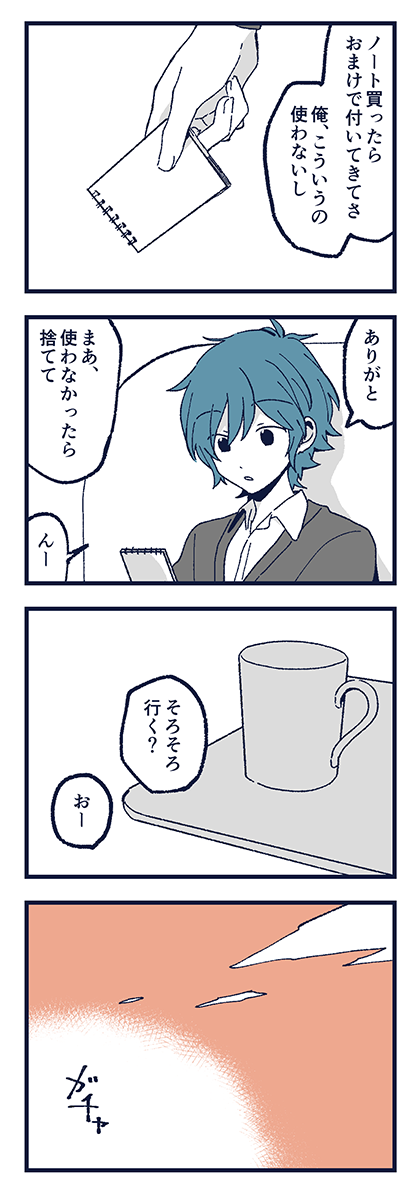 ノート買ったら
おまけで付いてきてさ
俺、こういうの
使わないし
ありがと
まあ、
使わなかったら
捨てて
んー
そろそろ
行く?
おー
ガチャ